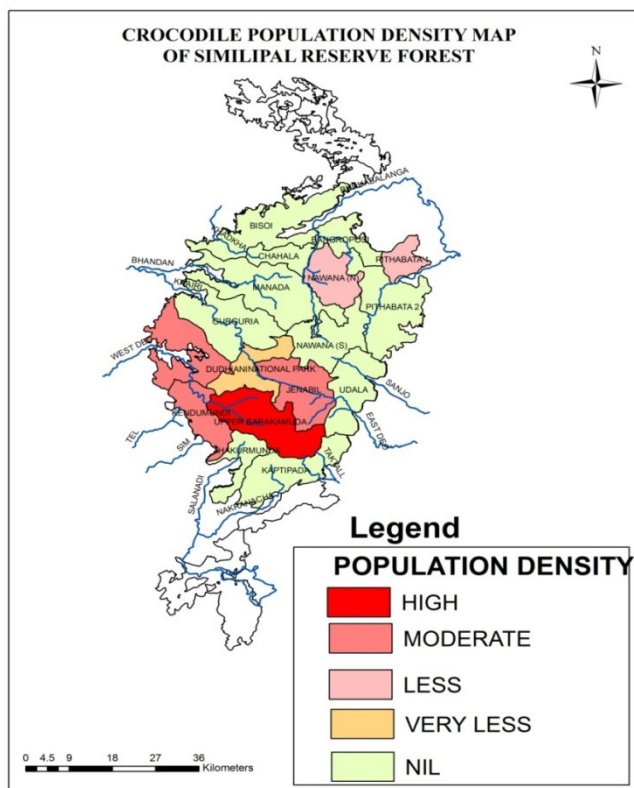 CROCODILE POPULATION DENSITY MAP
OF SIMILIPAL RESERVE FOREST
N
BISOI
CHAHALA
BHANDAN
MANADA
NAWANA (N)
PITHABATA 1
PITHABATA 2
GURGURIA
NAWANA (S)
WEST DEO
DUDHANI
NATIONAL PARK
JENABIL
UDALA
SANJO
KENDUMUNDI
UPPER BARAKAMUDA
EAST DEO
TEL
SIM
KAPTIPADA
SALANADI
Legend
POPULATION DENSITY
HIGH
MODERATE
LESS
VERY LESS
NIL
0 4.5 9 18 27 36
Kilometers